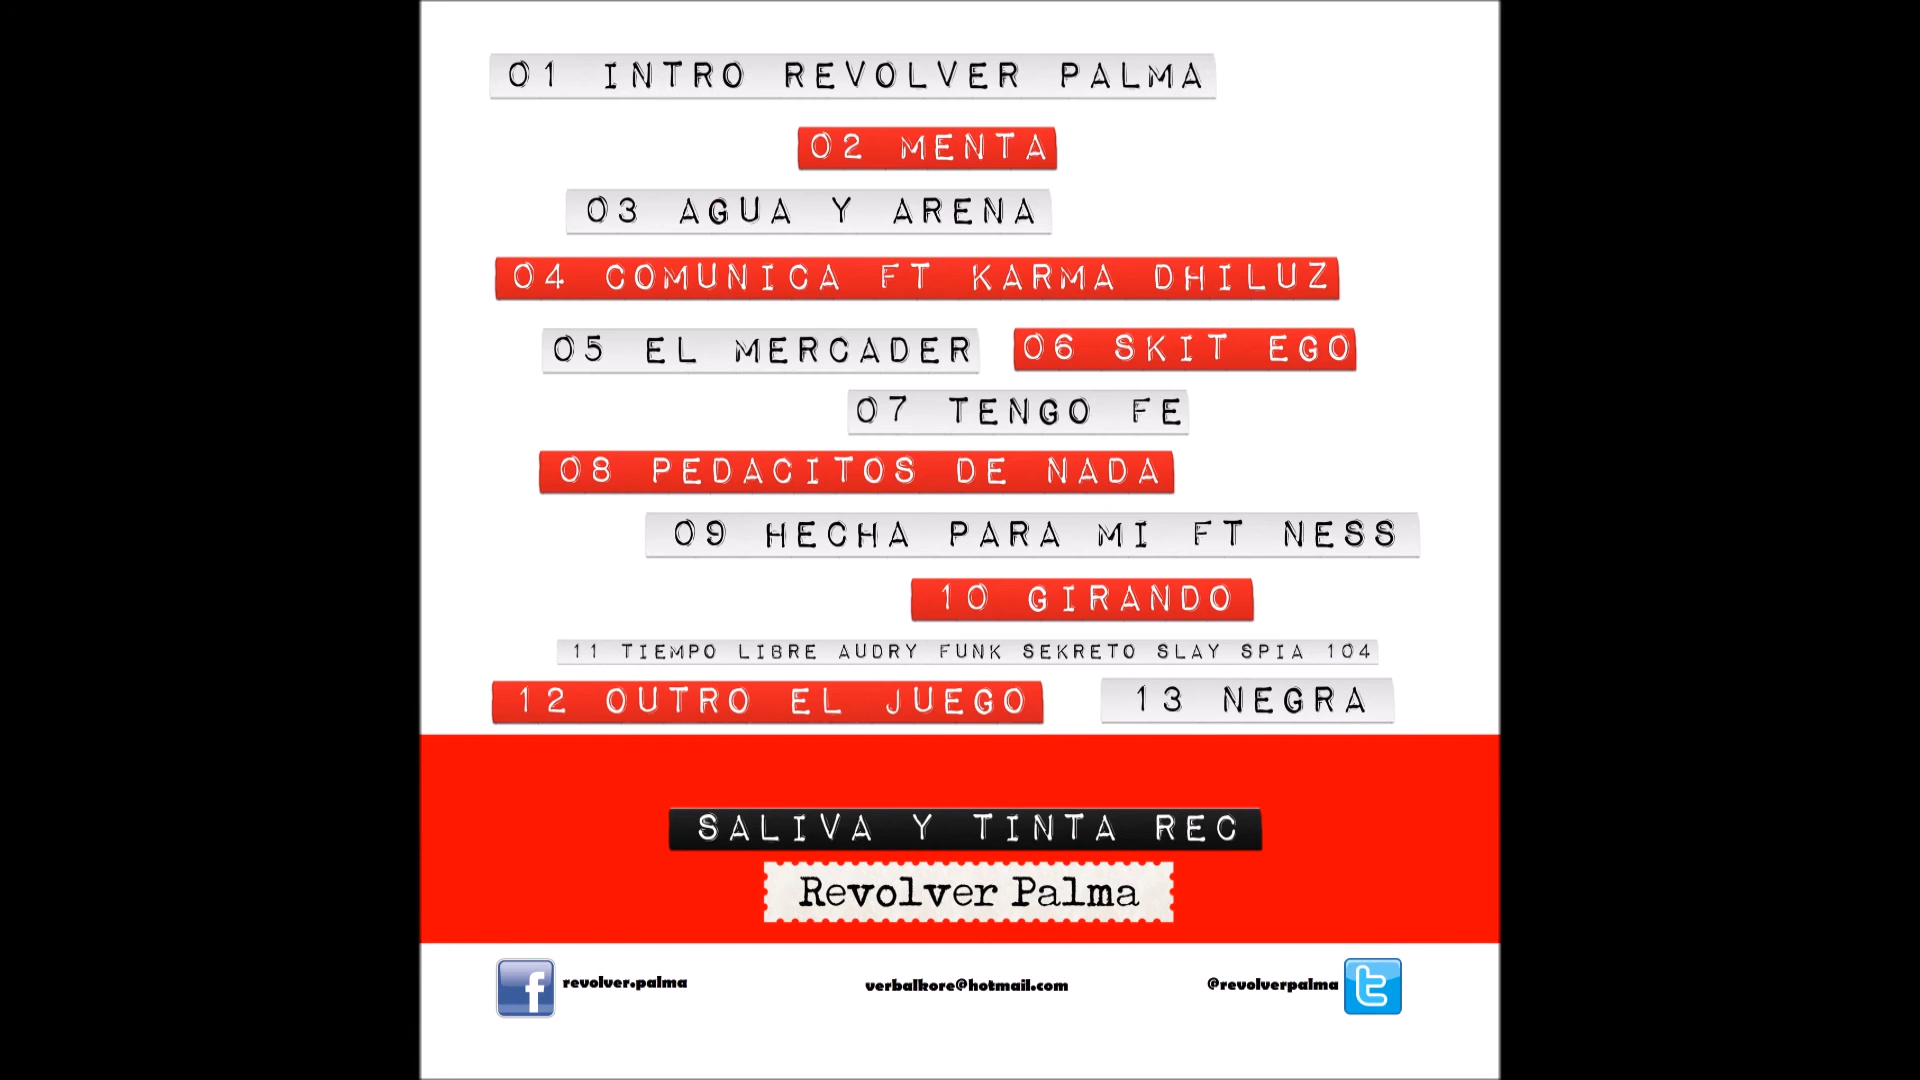 01 INTRO REVOLVER PALMA
02 MENTA
03 AGUA Y ARENA
04 COMUNICA FT KARMA DHILUZ
05 EL MERCADER 06 SKIT EGO
07 TENGO FE
08 PEDACITOS DE NADA
09 HECHA PARA MI FT NESS
10 GIRANDO
11 TIEMPO LIBRE AUDRY FUNK SEKRETO SLAY SPIA 104
12 OUTRO EL JUEGO 13 NEGRA
SALIVA Y TINTA REC
Revolver Palma
revolver.palma verbalkore@hotmail.com @revolverpalma